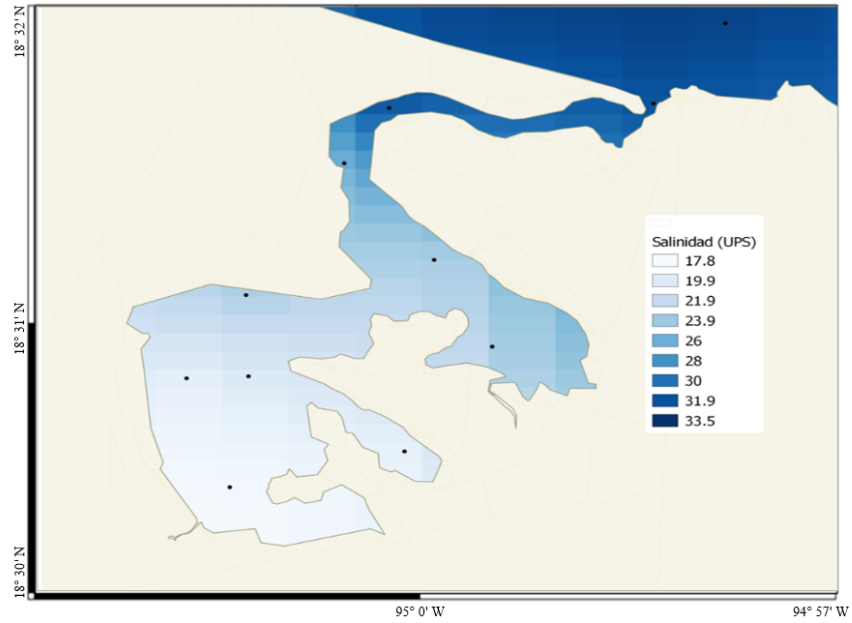 18° 32' N
18° 31' N
18° 30' N
Salinidad (UPS)
17.8
19.9
21.9
23.9
26
28
30
31.9
33.5
95° 0' W
94° 57' W